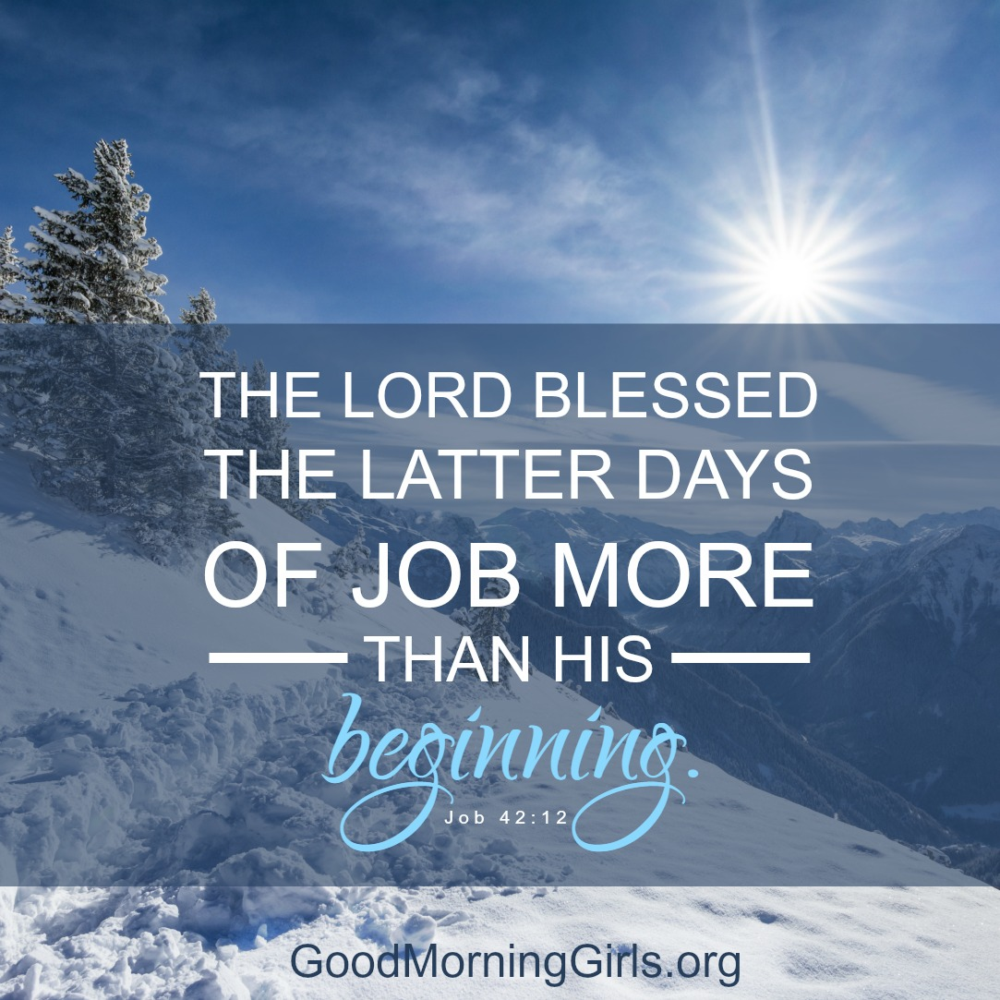 THE LORD BLESSED
THE LATTER DAYS
OF JOB MORE
THAN HIS
beginning.
Job 42:12
GoodMorningGirls.org